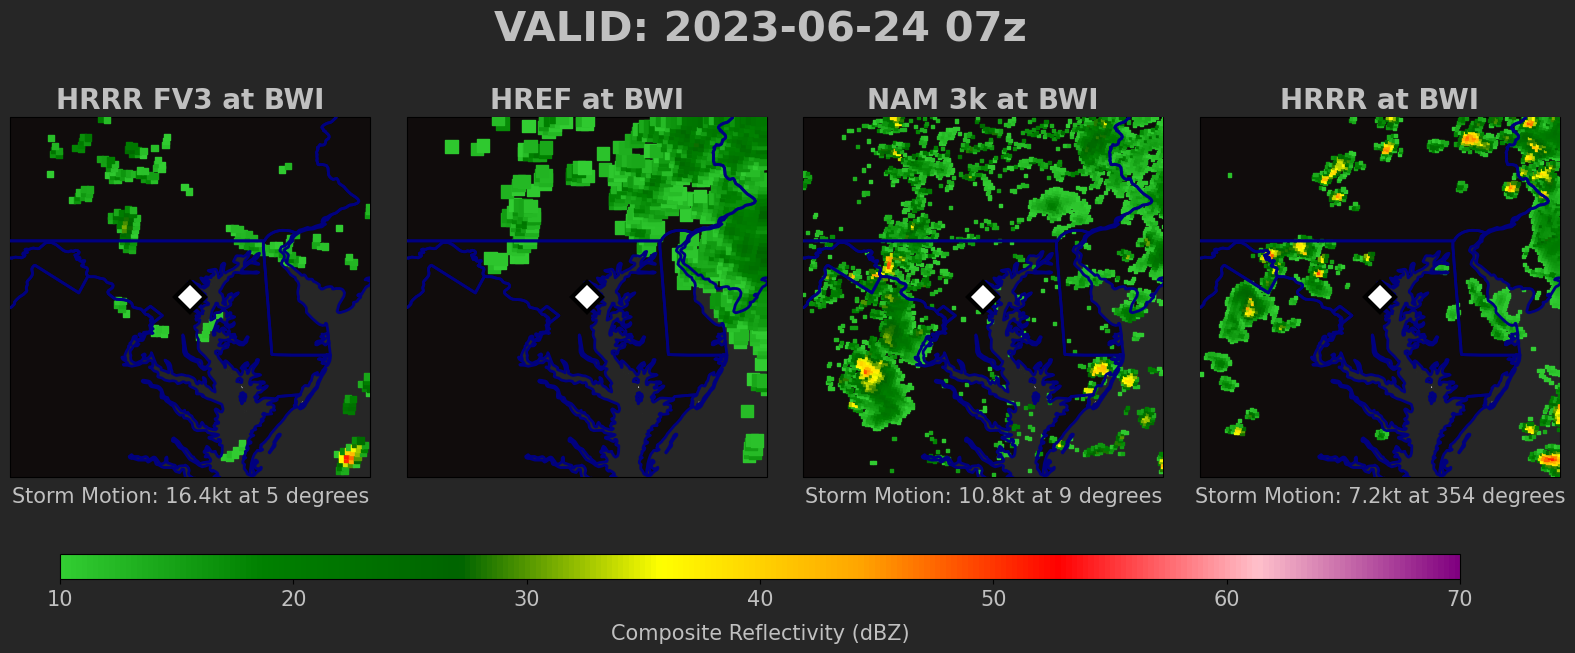 VALID: 2023-06-24 07z
HRRR FV3 at BWI
HREF at BWI
NAM 3k at BWI
HRRR at BWI
Storm Motion: 16.4kt at 5 degrees
Storm Motion: 10.8kt at 9 degrees
Storm Motion: 7.2kt at 354 degrees
10 20 30 40 50 60 70
Composite Reflectivity (dBZ)